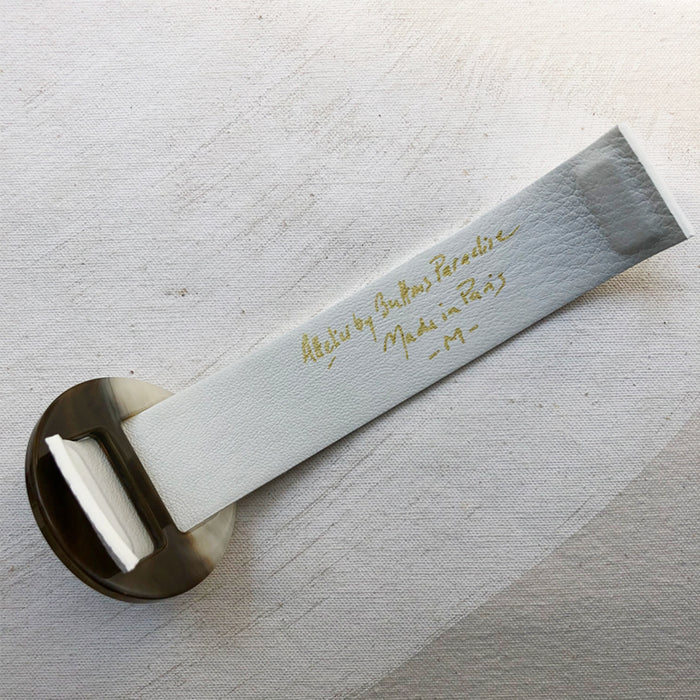 Atelier by Buttons Paradise
Made in Paris
-M-